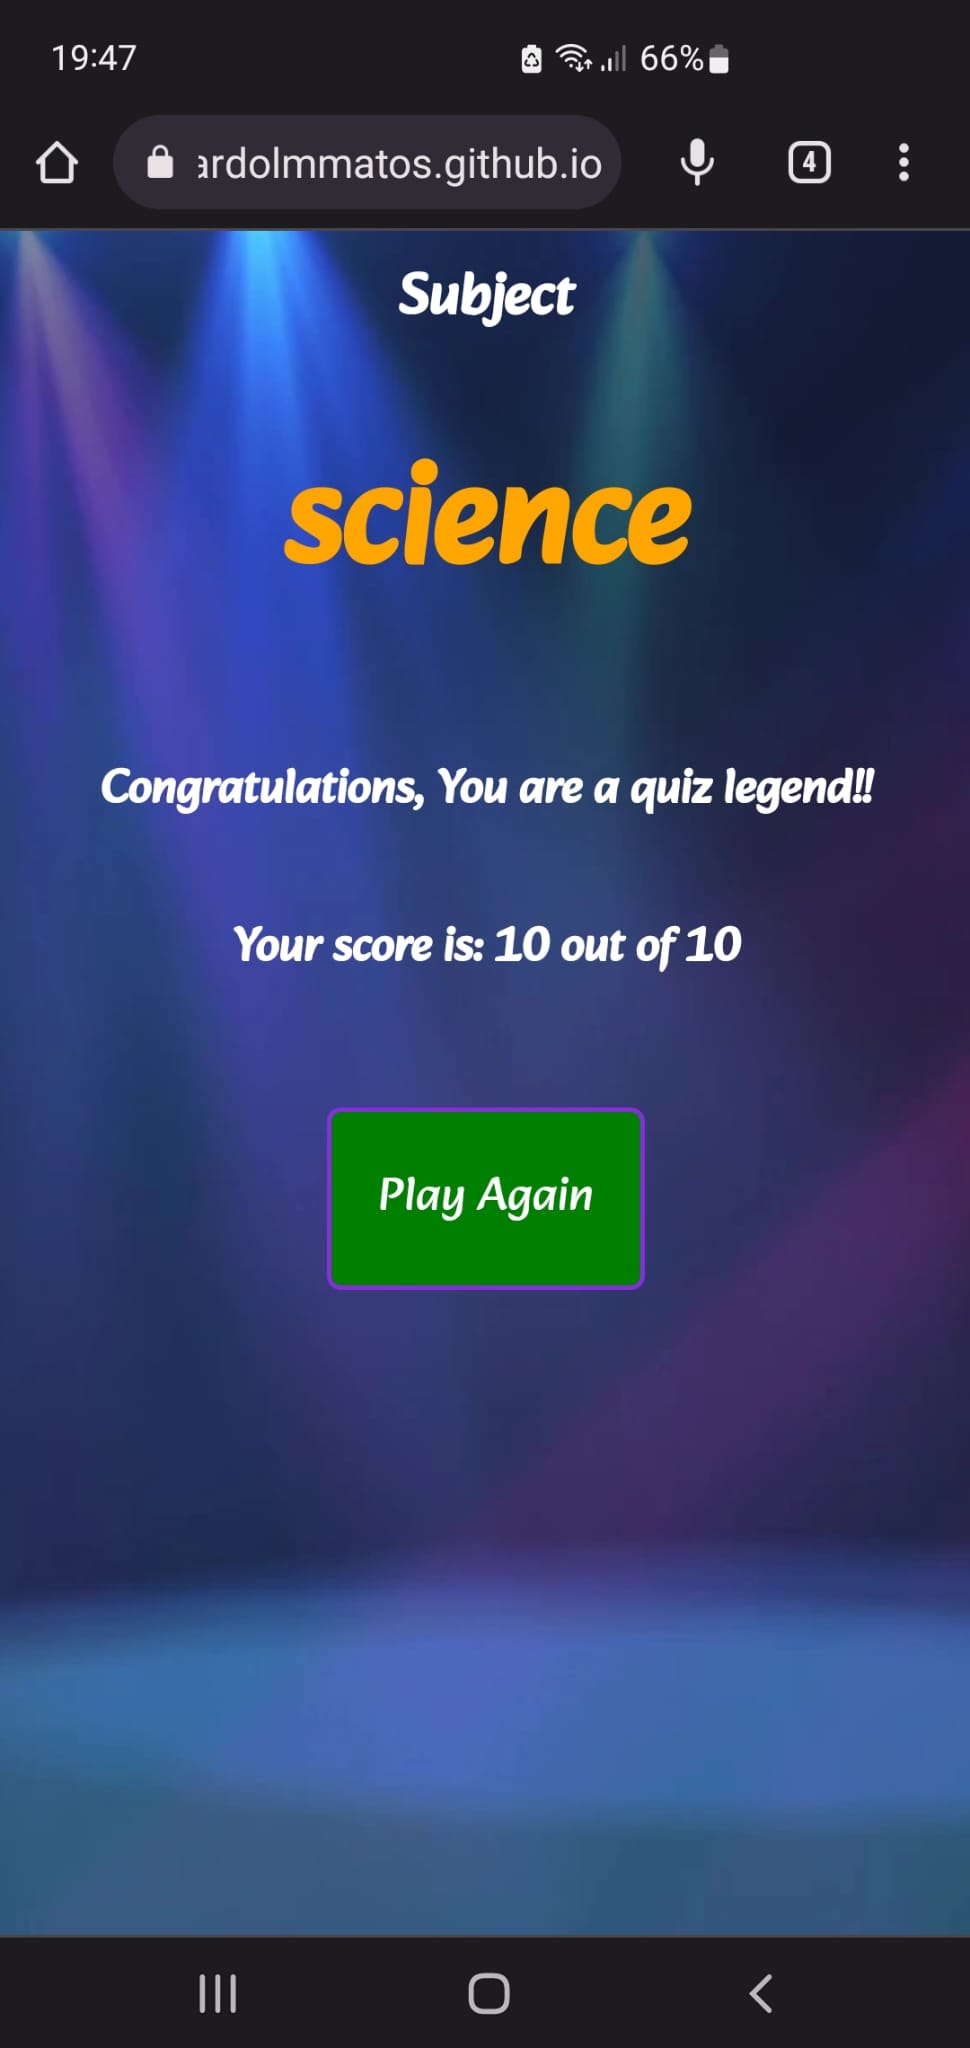 19:47
66%
ardolmmatos.github.io
4
Subject
science
Congratulations, You are a quiz legend!!
Your score is: 10 out of 10
Play Again